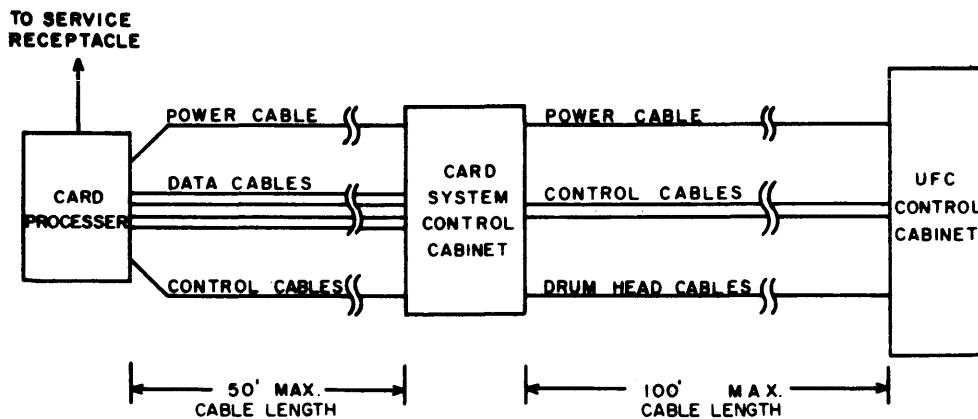 TO SERVICE
RECEPTACLE
POWER CABLE
POWER CABLE
CARD
PROCESSER
DATA CABLES
CARD
SYSTEM
CONTROL
CABINET
CONTROL CABLES
UFC
CONTROL
CABINET
CONTROL CABLES
DRUM HEAD CABLES
50' MAX.
CABLE LENGTH
100' MAX.
CABLE LENGTH